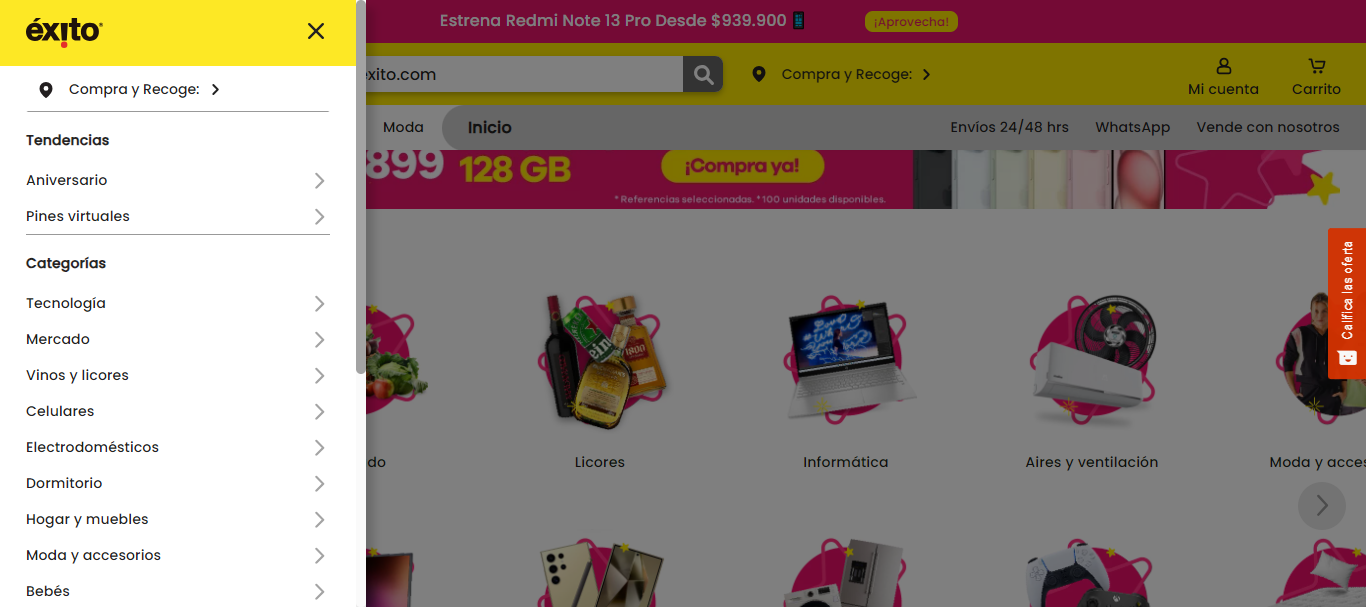 éxito
Compra y Recoge:
Tendencias
Aniversario
Pines virtuales
Categorías
Tecnología
Mercado
Vinos y licores
Celulares
Electrodomésticos
Dormitorio
Hogar y muebles
Moda y accesorios
Bebés
Estrena Redmi Note 13 Pro Desde $939.900
¡Aprovecha!
exito.com
Compra y Recoge:
Mi cuenta
Carrito
Moda
Inicio
Envíos 24/48 hrs
WhatsApp
Vende con nosotros
$899 128 GB
¡Compra ya!
* Referencias seleccionadas. * 100 unidades disponibles.
Califica las oferta
Licores
Informática
Aires y ventilación
Moda y acces